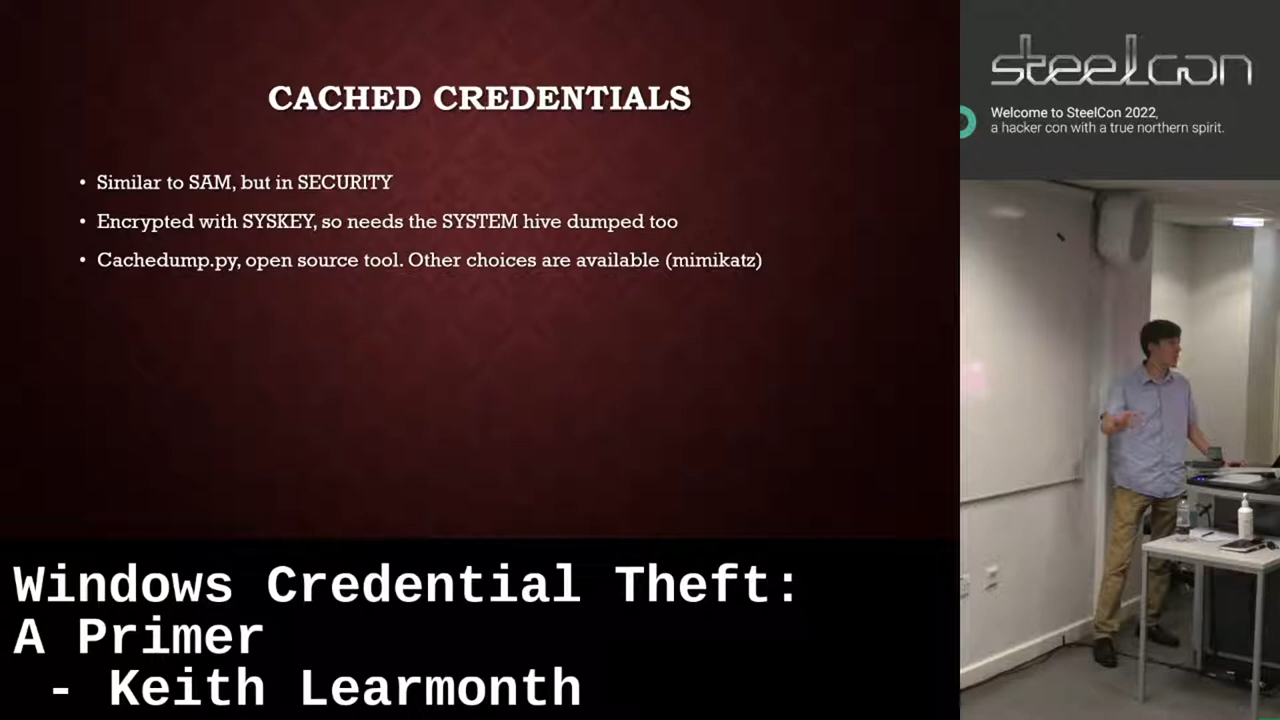 CACHED CREDENTIALS
• Similar to SAM, but in SECURITY
• Encrypted with SYSKEY, so needs the SYSTEM hive dumped too
• Cachedump.py, open source tool. Other choices are available (mimikatz)
Windows Credential Theft:
A Primer
- Keith Learmonth
steelcon
Welcome to SteelCon 2022,
a hacker con with a true northern spirit.